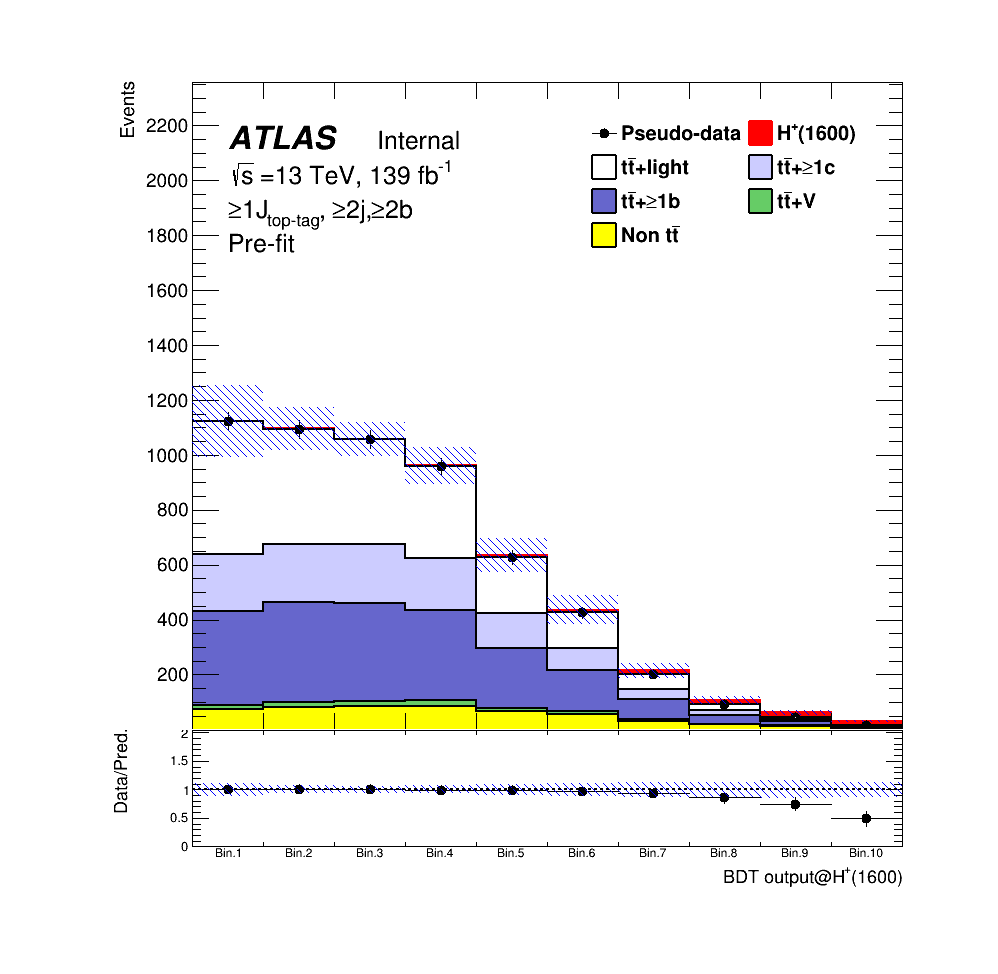 Events
2200
2000
1800
1600
1400
1200
1000
800
600
400
200
ATLAS Internal
√s =13 TeV, 139 fb⁻¹
≥1J_top-tag, ≥2j,≥2b
Pre-fit
Pseudo-data
H⁺(1600)
tt̄+light
tt̄+≥1c
tt̄+≥1b
tt̄+V
Non tt̄
Data/Pred.
2
1.5
1
0.5
0
Bin.1 Bin.2 Bin.3 Bin.4 Bin.5 Bin.6 Bin.7 Bin.8 Bin.9 Bin.10
BDT output@H⁺(1600)